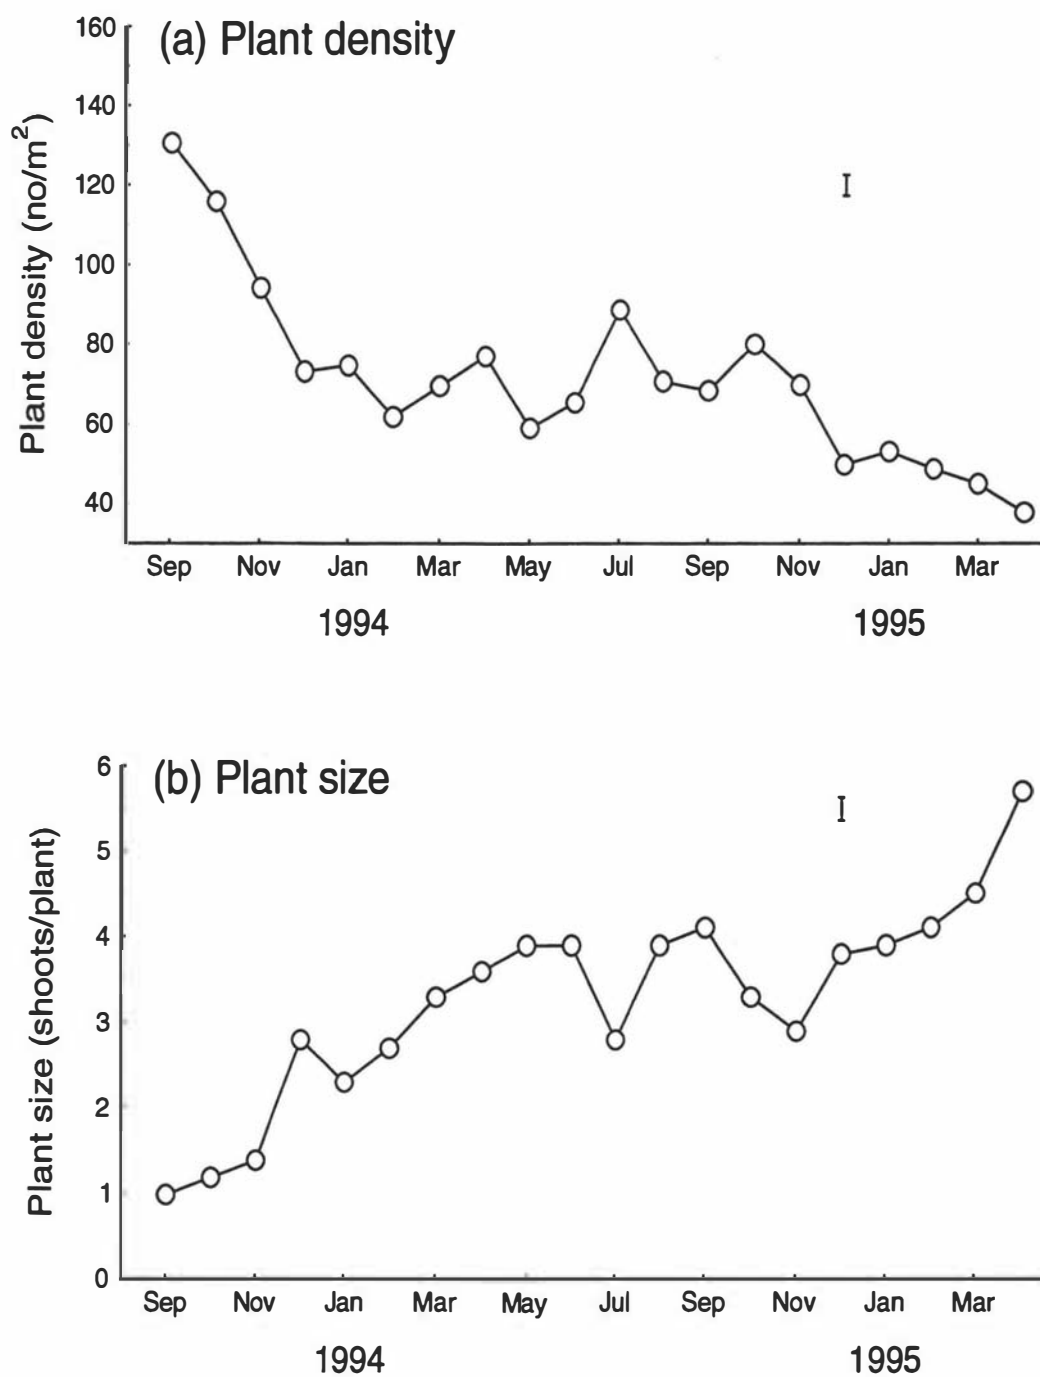 (a) Plant density
Plant density (no/m²)
160
140
120
100
80
60
40
Sep Nov Jan Mar May Jul Sep Nov Jan Mar
1994 1995
(b) Plant size
Plant size (shoots/plant)
6
5
4
3
2
1
0
Sep Nov Jan Mar May Jul Sep Nov Jan Mar
1994 1995